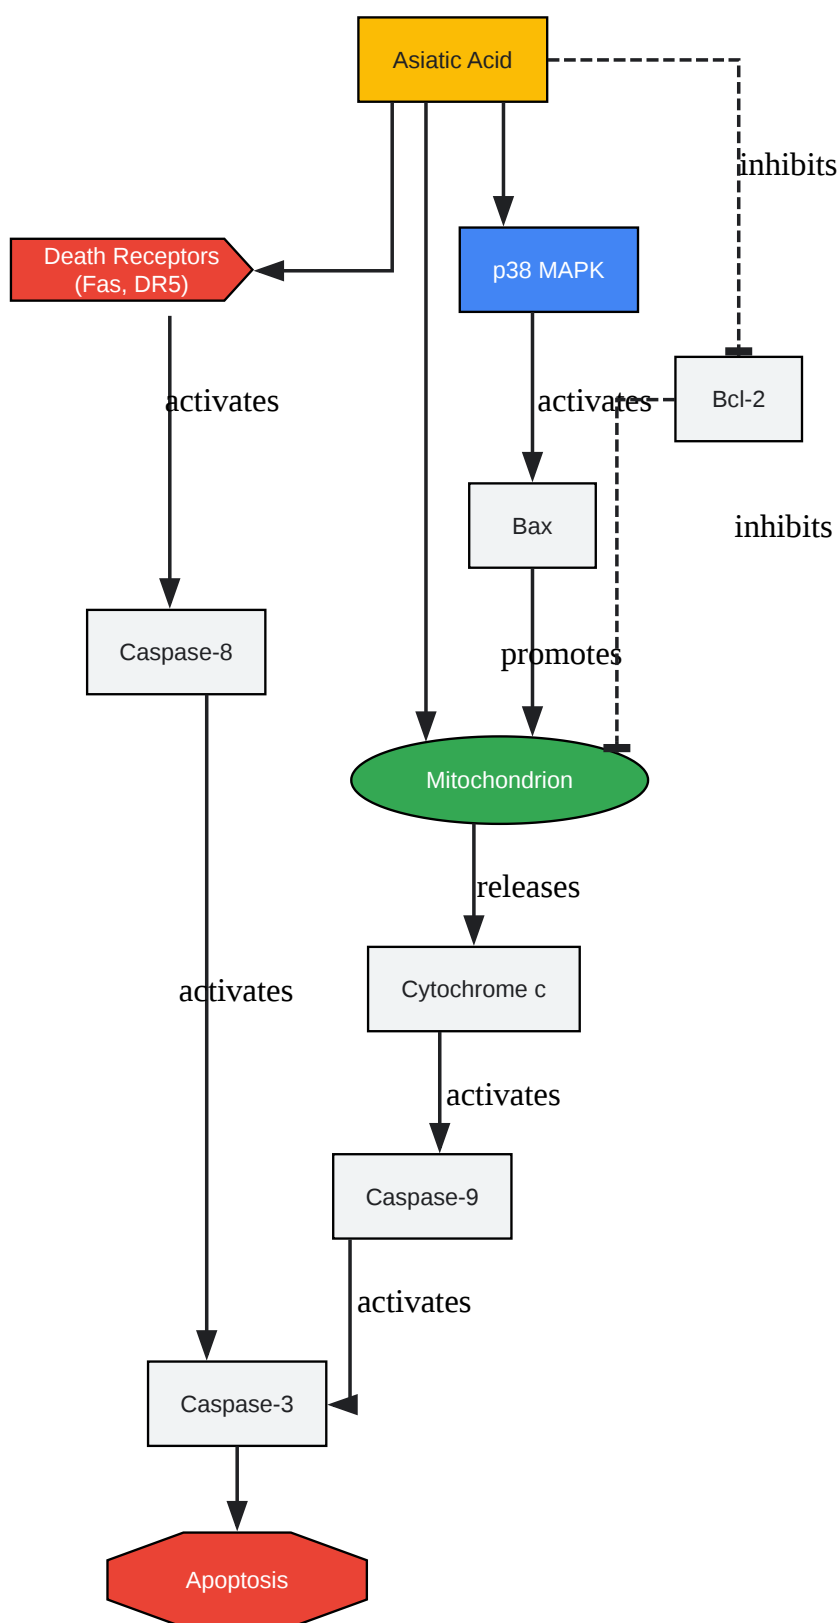 Asiatic Acid
inhibits
Death Receptors
(Fas, DR5)
p38 MAPK
activates
activates
Bcl-2
Bax
inhibits
Caspase-8
promotes
Mitochondrion
releases
activates
Cytochrome c
activates
Caspase-9
activates
Caspase-3
Apoptosis